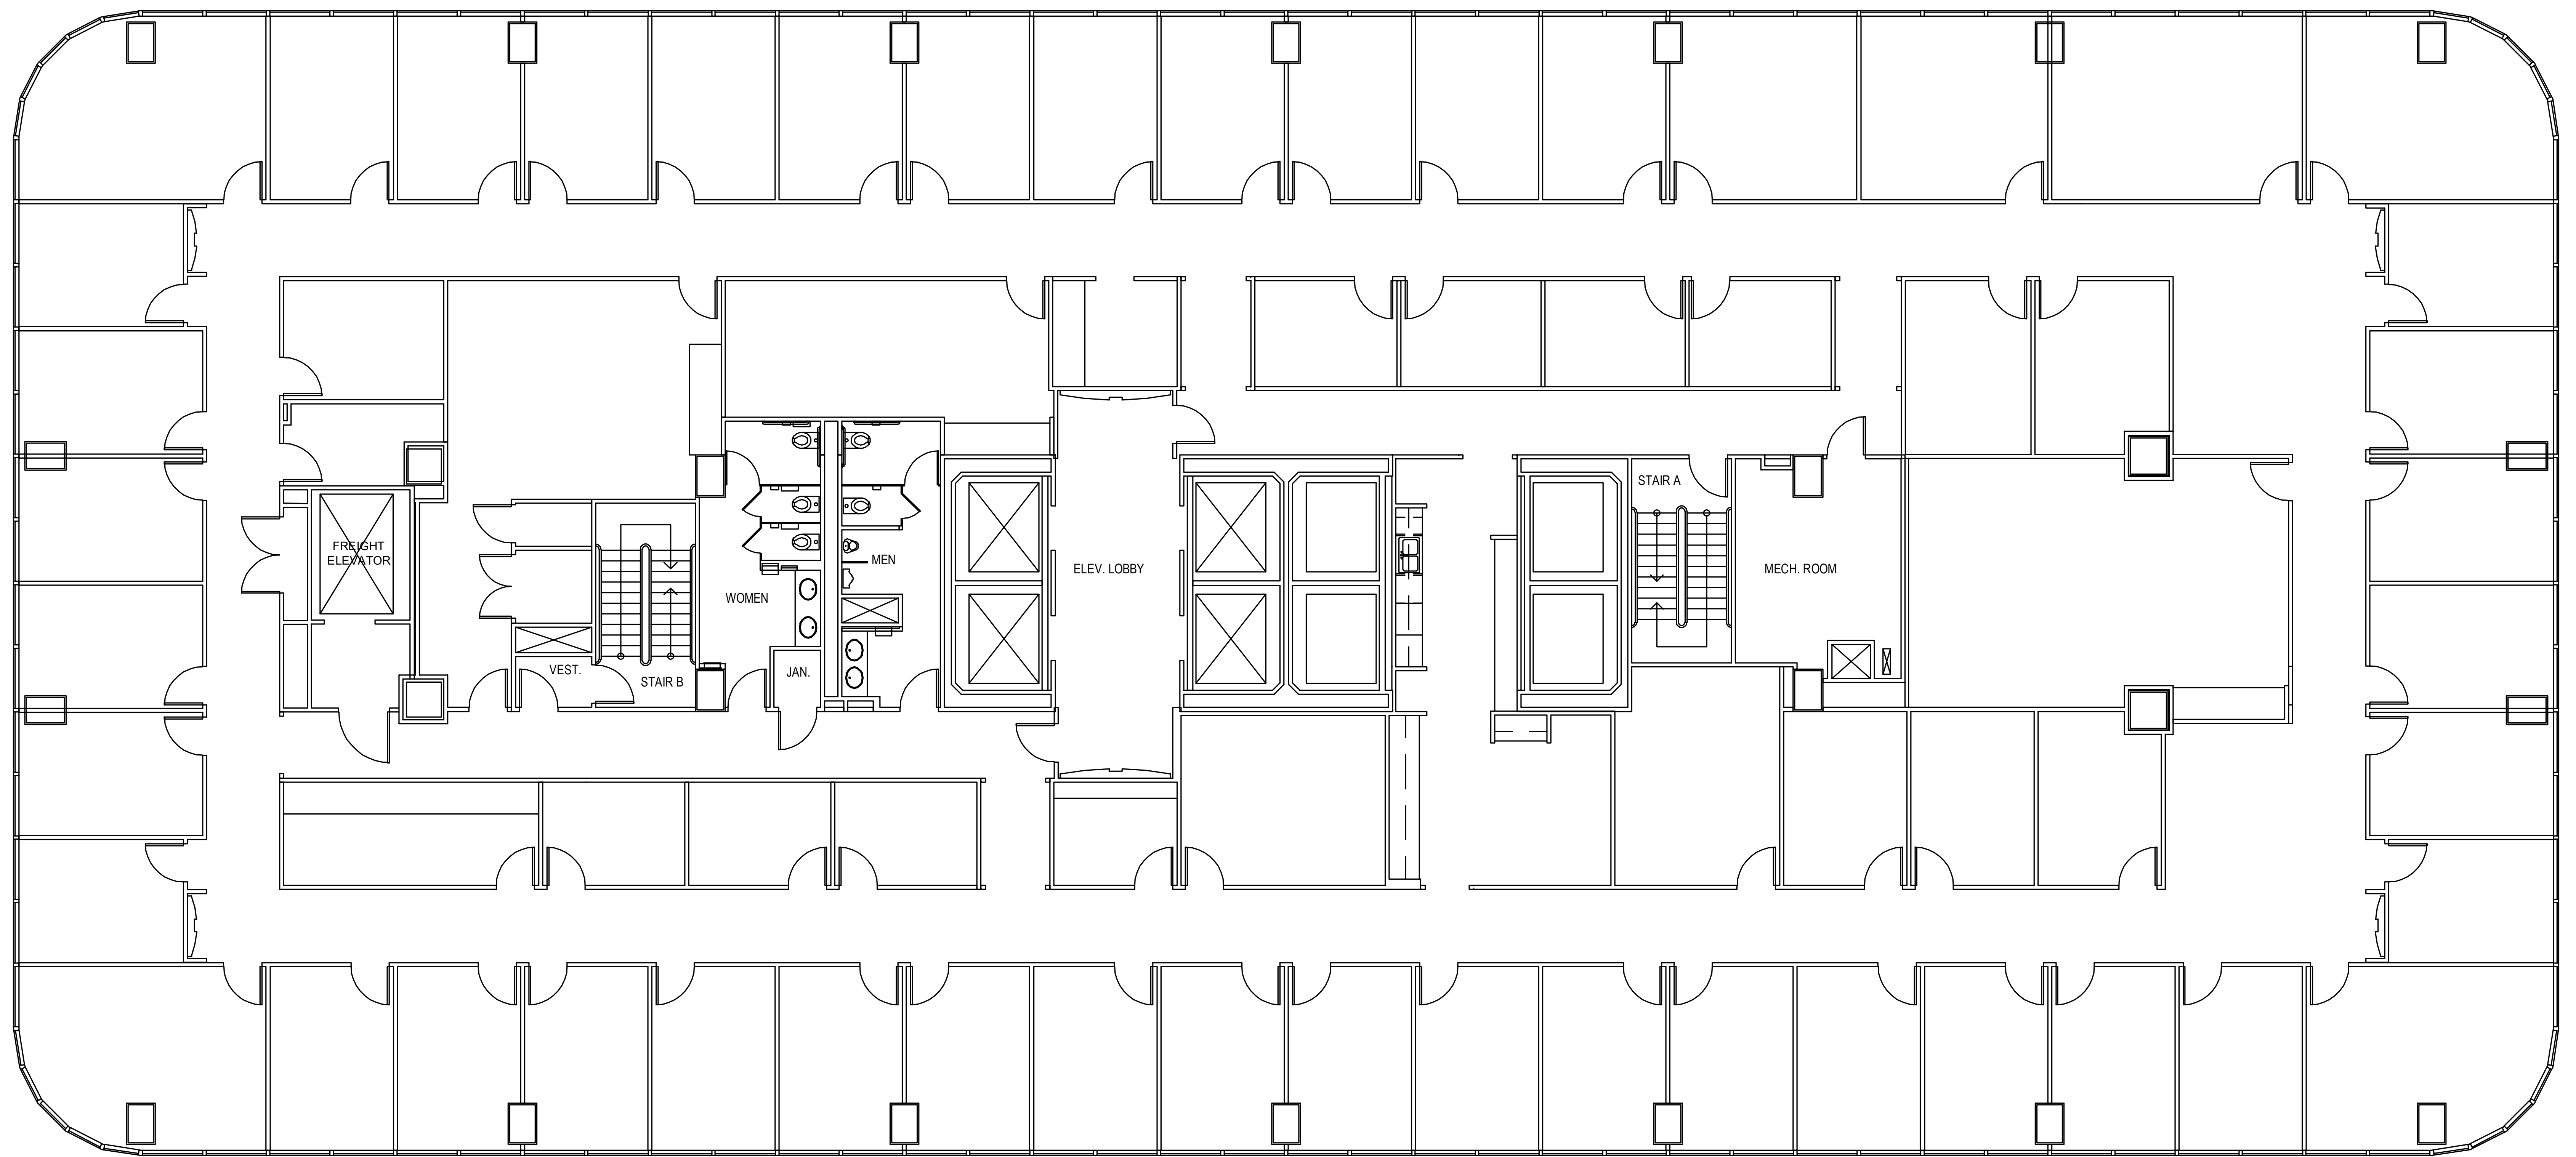 STAIR A
FREIGHT
ELEVATOR
MEN
ELEV. LOBBY
MECH. ROOM
WOMEN
VEST.
STAIR B
JAN.